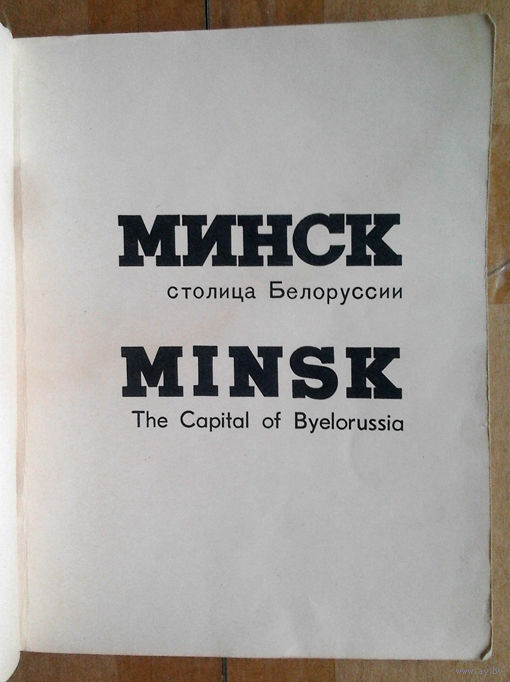 МИНСК
столица Белоруссии
MINSK
The Capital of Byelorussia